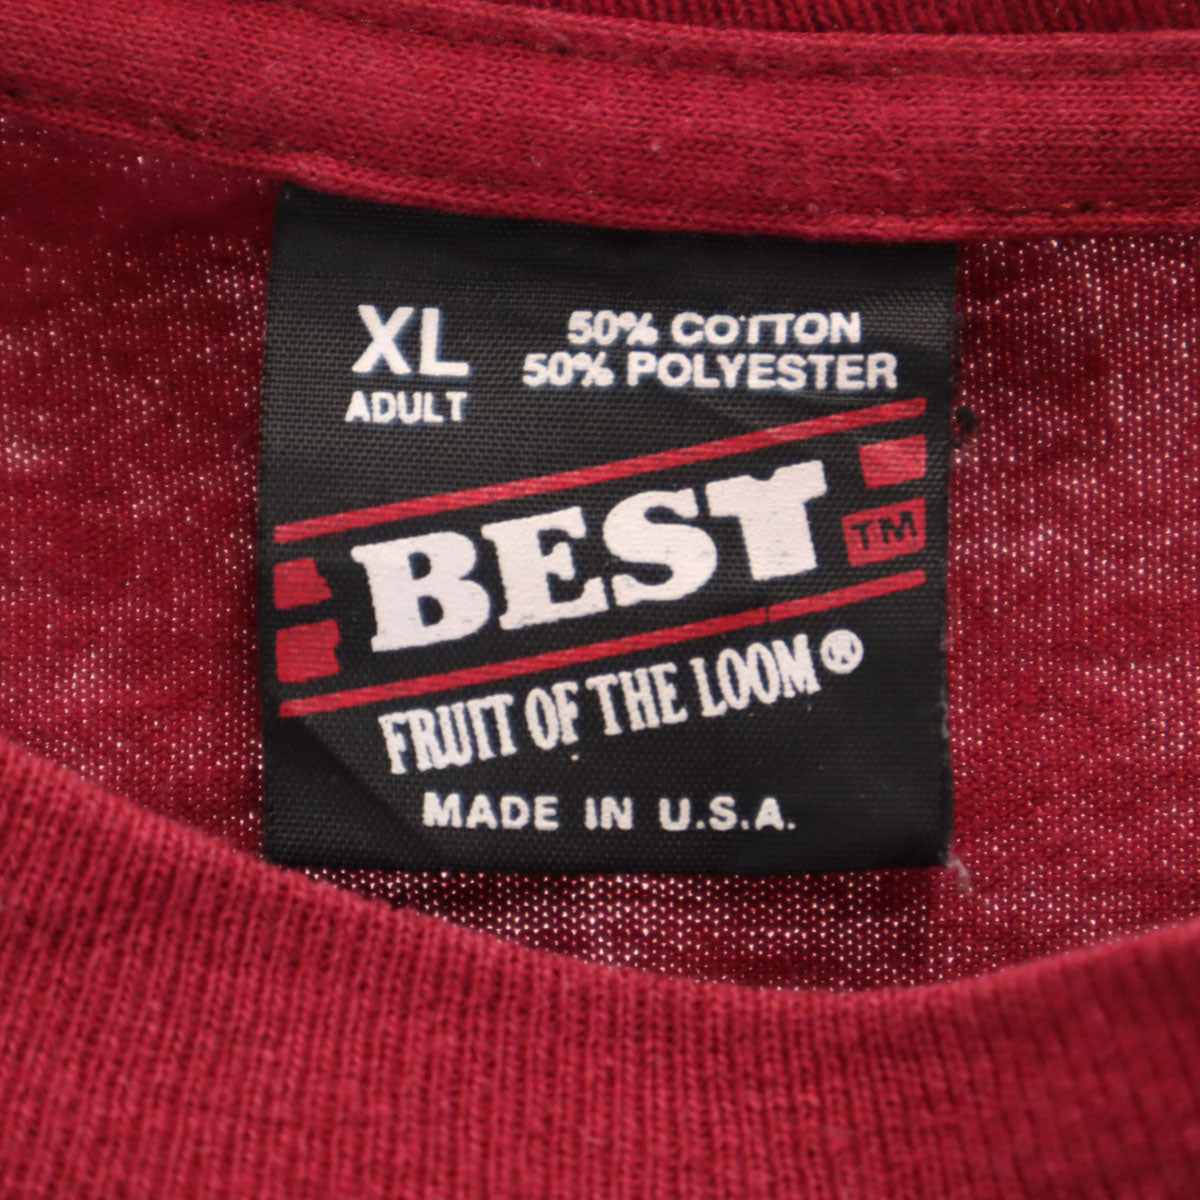 XL
ADULT
50% COTTON
50% POLYESTER
BEST
TM
FRUIT OF THE LOOM®
MADE IN U.S.A.